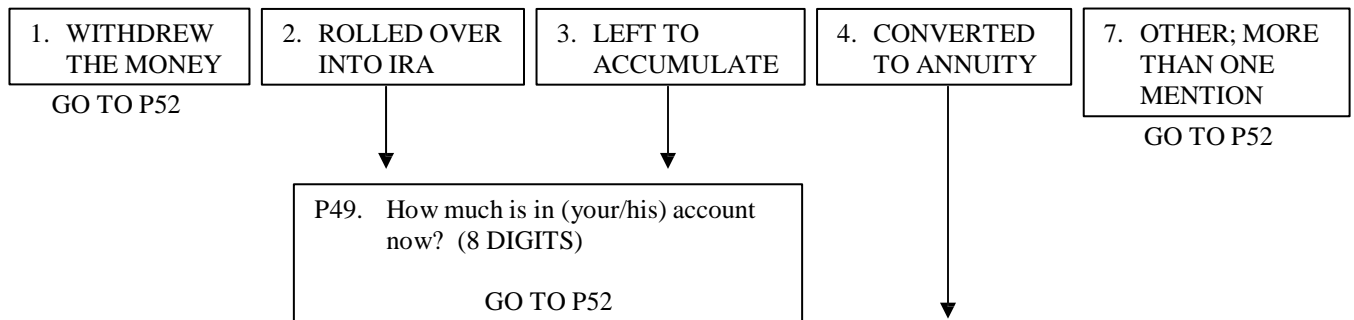 1. WITHDREW
THE MONEY
GO TO P52
2. ROLLED OVER
INTO IRA
3. LEFT TO
ACCUMULATE
4. CONVERTED
TO ANNUITY
7. OTHER; MORE
THAN ONE
MENTION
GO TO P52
P49. How much is in (your/his) account
now? (8 DIGITS)
GO TO P52